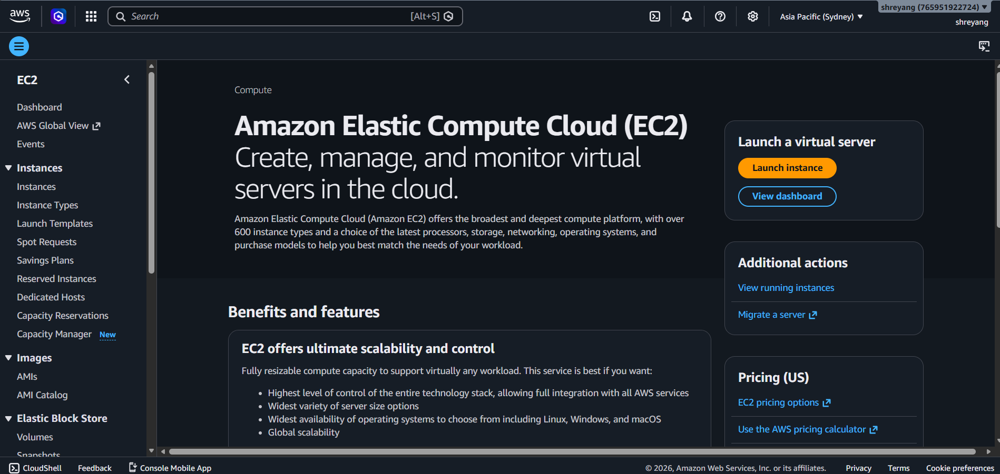 aws
Search
[Alt+S]
Asia Pacific (Sydney)
shreyang (765951922724)
shreyang
EC2
Dashboard
AWS Global View
Events
Instances
Instances
Instance Types
Launch Templates
Spot Requests
Savings Plans
Reserved Instances
Dedicated Hosts
Capacity Reservations
Capacity Manager New
Images
AMIs
AMI Catalog
Elastic Block Store
Volumes
Snapshots
Compute
Amazon Elastic Compute Cloud (EC2)
Create, manage, and monitor virtual
servers in the cloud.
Amazon Elastic Compute Cloud (Amazon EC2) offers the broadest and deepest compute platform, with over
600 instance types and a choice of the latest processors, storage, networking, operating systems, and
purchase models to help you best match the needs of your workload.
Benefits and features
EC2 offers ultimate scalability and control
Fully resizable compute capacity to support virtually any workload. This service is best if you want:
• Highest level of control of the entire technology stack, allowing full integration with all AWS services
• Widest variety of server size options
• Widest availability of operating systems to choose from including Linux, Windows, and macOS
• Global scalability
Launch a virtual server
Launch instance
View dashboard
Additional actions
View running instances
Migrate a server
Pricing (US)
EC2 pricing options
Use the AWS pricing calculator
CloudShell
Feedback
Console Mobile App
© 2026, Amazon Web Services, Inc. or its affiliates.
Privacy
Terms
Cookie preferences